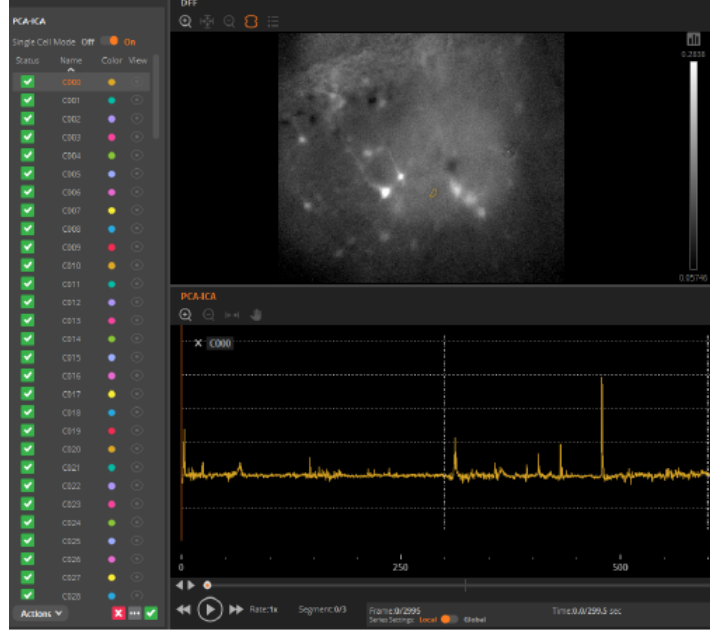 DFF
PCA-ICA
Single Cell Mode Off On
Status Name Color View
C000
C001
C002
C003
C004
C005
C006
C007
C008
C009
C010
C011
C012
C013
C014
C015
C016
C017
C018
C019
C020
C021
C022
C023
C024
C025
C026
C027
C028
Actions
0.2838
0.05746
PCA-ICA
× C000
0 250 500
Rate:1x Segment:0/3 Frame:0/2995 Time:0.0/299.5 sec
Series Settings: Local Global